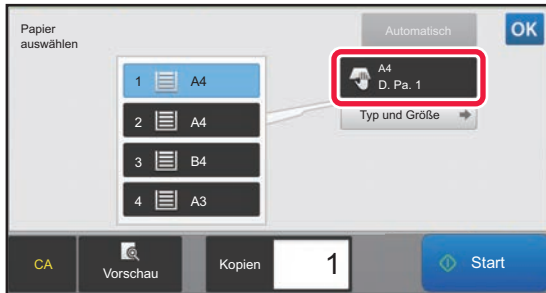 Papier
auswählen
Automatisch
OK
1 A4
2 A4
3 B4
4 A3
A4
D. Pa. 1
Typ und Größe
CA
Vorschau
Kopien
1
Start